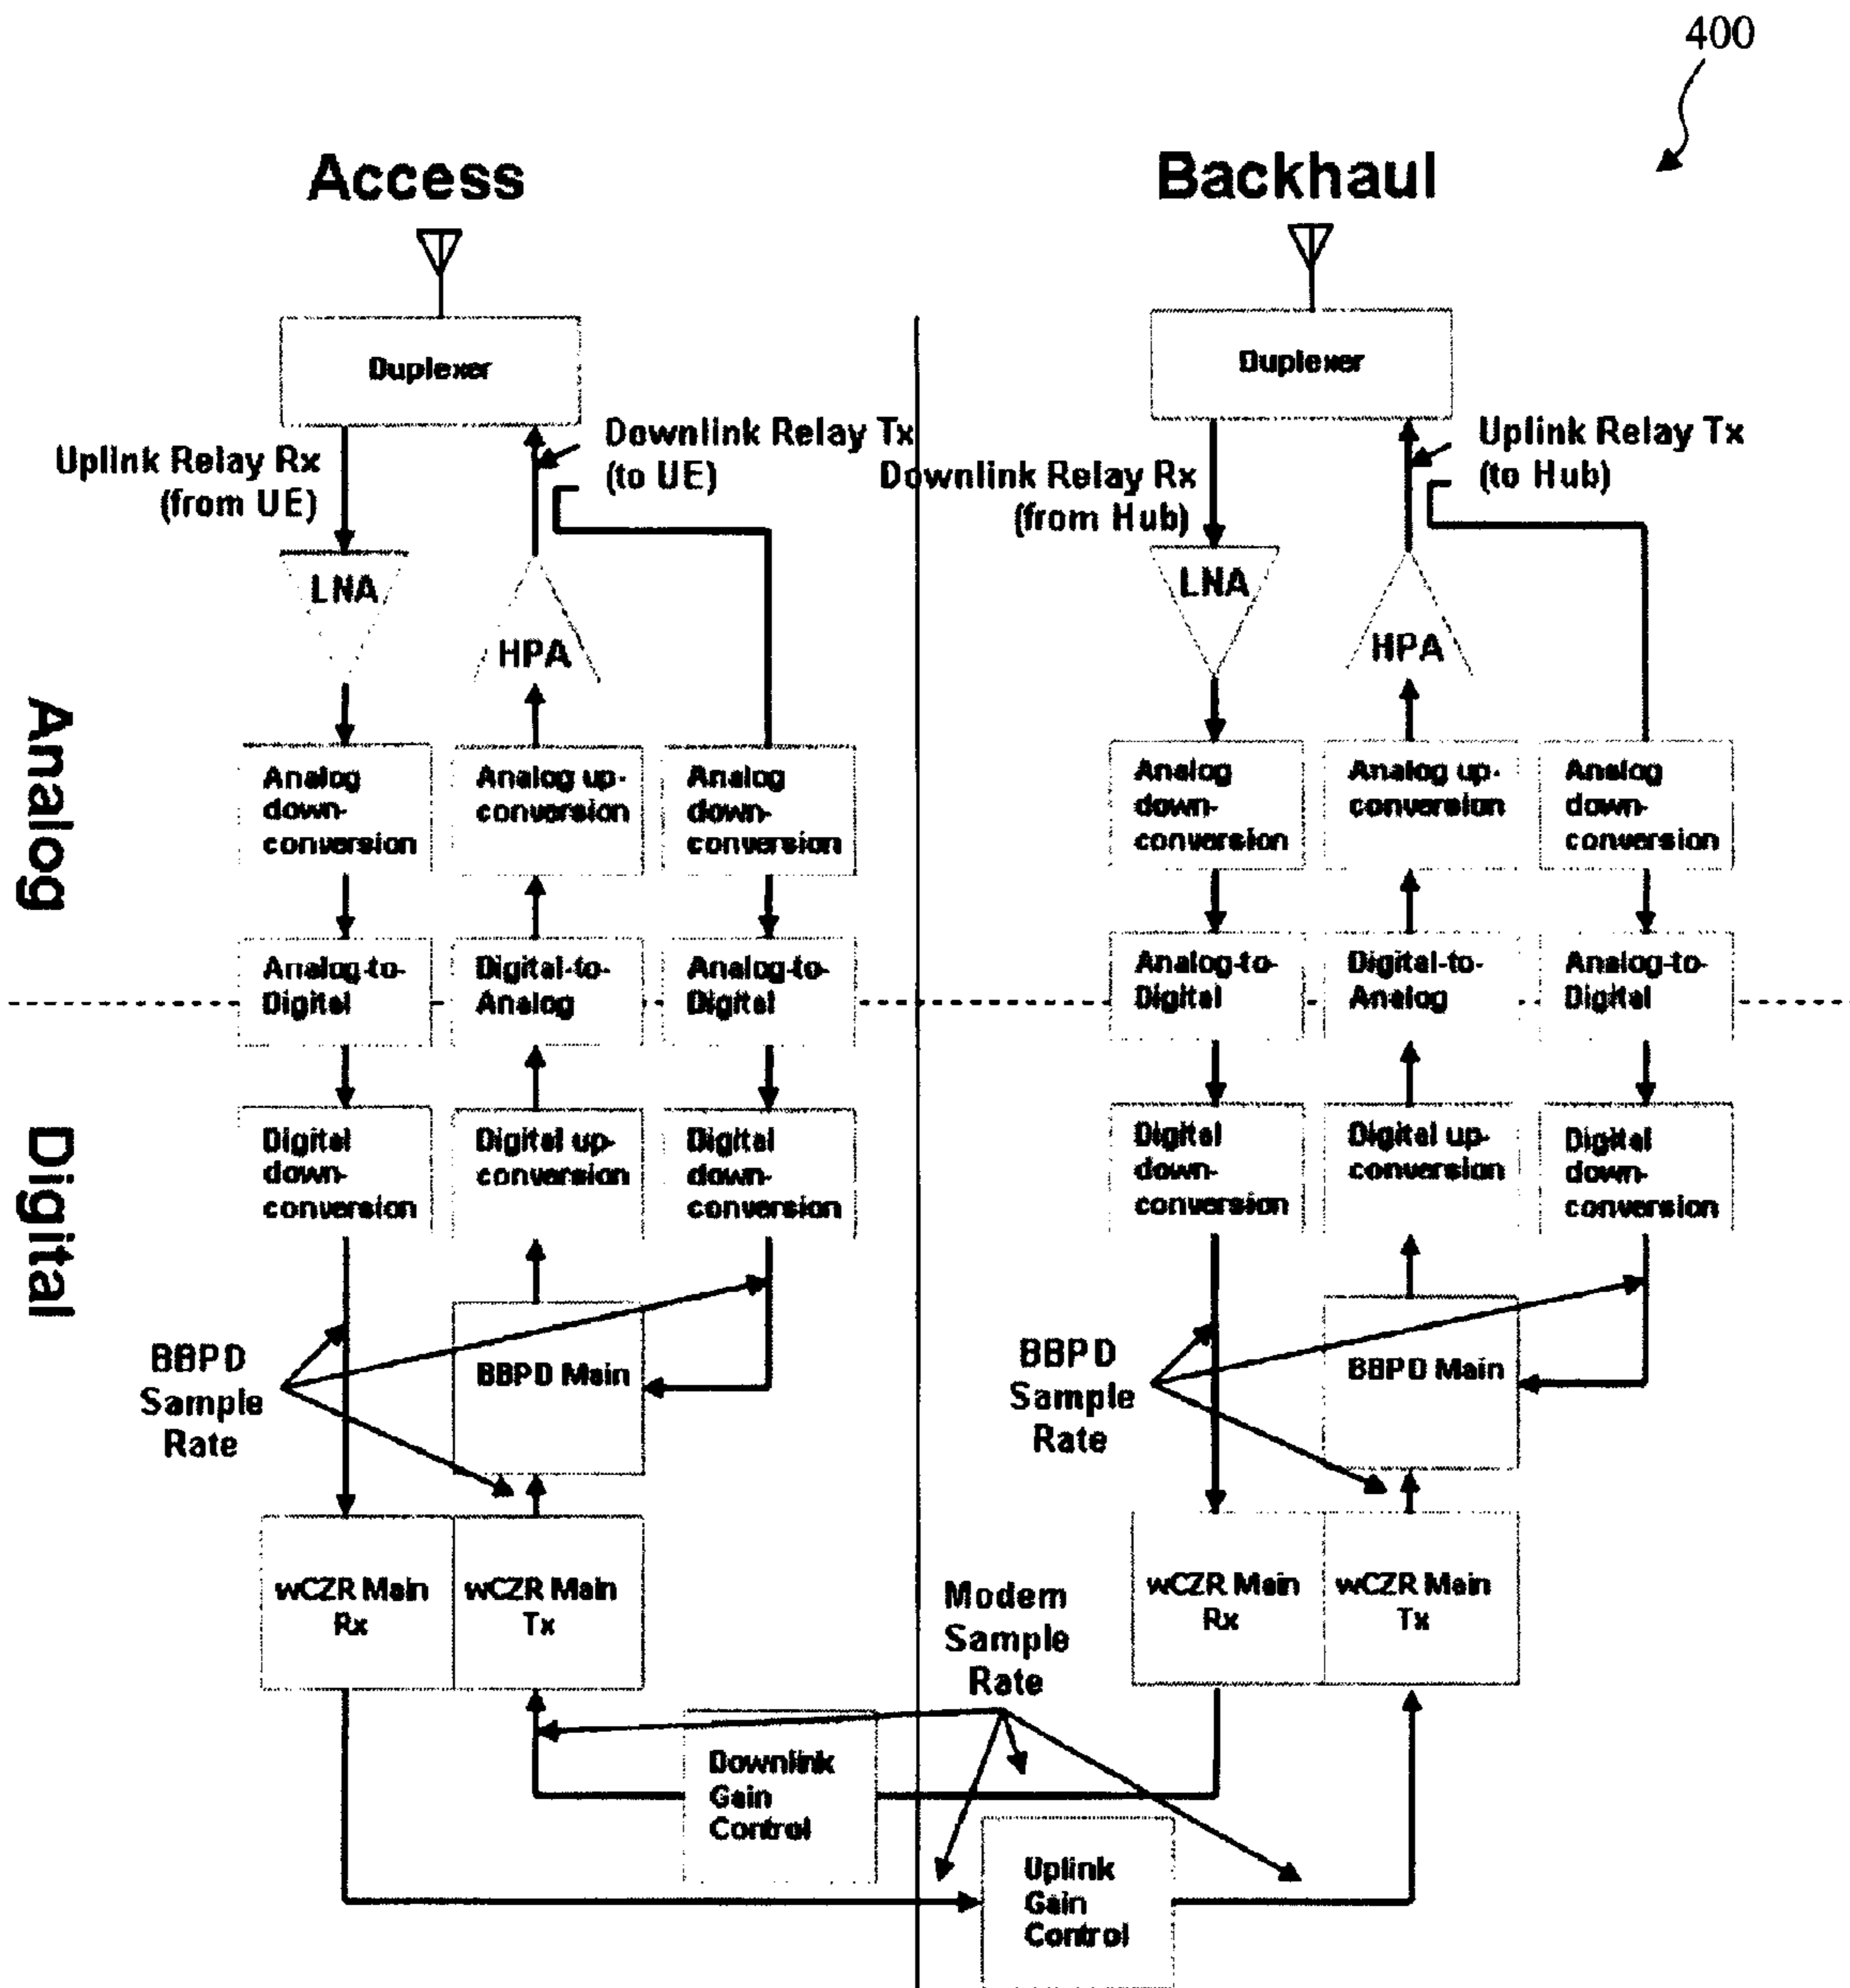 400
Access
Backhaul
Duplexer
Duplexer
Uplink Relay Rx
(from UE)
Downlink Relay Tx
(to UE)
Downlink Relay Rx
(from Hub)
Uplink Relay Tx
(to Hub)
LNA
HPA
LNA
HPA
Analog
Analog
down-
conversion
Analog up-
conversion
Analog
down-
conversion
Analog
down-
conversion
Analog up-
conversion
Analog
down-
conversion
Analog-to-
Digital
Digital-to-
Analog
Analog-to-
Digital
Analog-to-
Digital
Digital-to-
Analog
Analog-to-
Digital
Digital
Digital
down-
conversion
Digital up-
conversion
Digital
down-
conversion
Digital
down-
conversion
Digital up-
conversion
Digital
down-
conversion
BBPD
Sample
Rate
BBPD Main
BBPD
Sample
Rate
BBPD Main
wCZR Main
Rx
wCZR Main
Tx
Modem
Sample
Rate
wCZR Main
Rx
wCZR Main
Tx
Downlink
Gain
Control
Uplink
Gain
Control